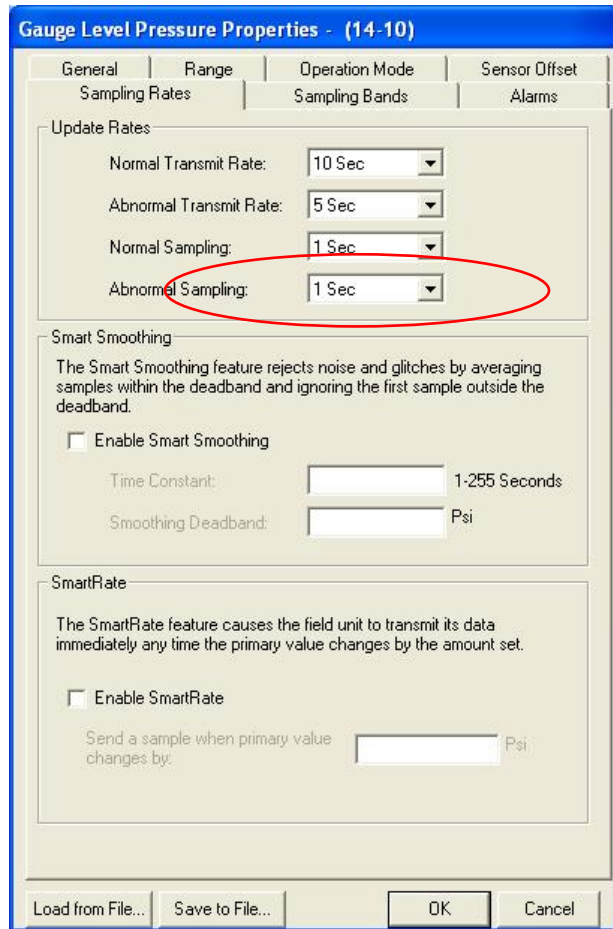 Gauge Level Pressure Properties - (14-10)
General Range Operation Mode Sensor Offset
Sampling Rates Sampling Bands Alarms
Update Rates
Normal Transmit Rate: 10 Sec
Abnormal Transmit Rate: 5 Sec
Normal Sampling: 1 Sec
Abnormal Sampling: 1 Sec
Smart Smoothing
The Smart Smoothing feature rejects noise and glitches by averaging
samples within the deadband and ignoring the first sample outside the
deadband.
Enable Smart Smoothing
Time Constant: 1-255 Seconds
Smoothing Deadband: Psi
SmartRate
The SmartRate feature causes the field unit to transmit its data
immediately any time the primary value changes by the amount set.
Enable SmartRate
Send a sample when primary value
changes by: Psi
Load from File... Save to File... OK Cancel